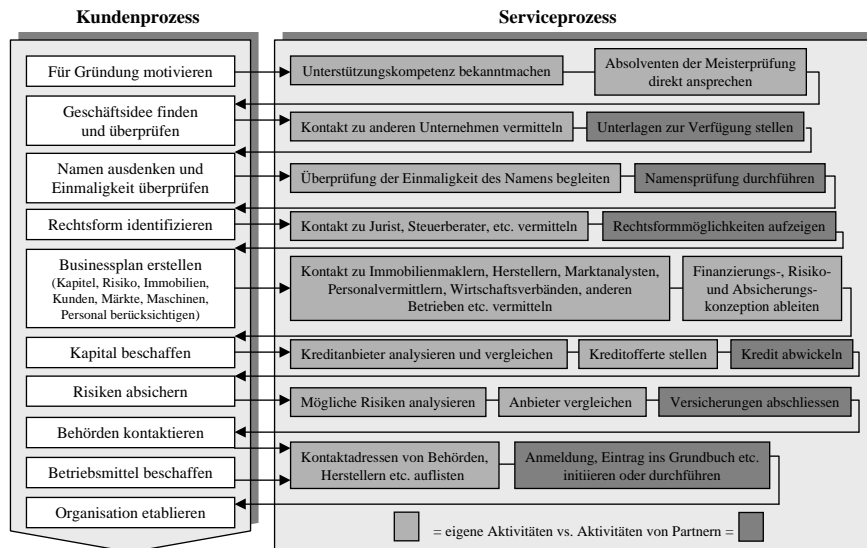 Kundenprozess
Serviceprozess
Für Gründung motivieren
Unterstützungskompetenz bekanntmachen
Absolventen der Meisterprüfung
direkt ansprechen
Geschäftsidee finden
und überprüfen
Kontakt zu anderen Unternehmen vermitteln
Unterlagen zur Verfügung stellen
Namen ausdenken und
Einmaligkeit überprüfen
Überprüfung der Einmaligkeit des Namens begleiten
Namensprüfung durchführen
Rechtsform identifizieren
Kontakt zu Jurist, Steuerberater, etc. vermitteln
Rechtsformmöglichkeiten aufzeigen
Businessplan erstellen
(Kapitel, Risiko, Immobilien,
Kunden, Märkte, Maschinen,
Personal berücksichtigen)
Kontakt zu Immobilienmaklern, Herstellern, Marktanalysten,
Personalvermittlern, Wirtschaftsverbänden, anderen
Betrieben etc. vermitteln
Finanzierungs-, Risiko-
und Absicherungs-
konzeption ableiten
Kapital beschaffen
Kreditanbieter analysieren und vergleichen
Kreditofferte stellen
Kredit abwickeln
Risiken absichern
Mögliche Risiken analysieren
Anbieter vergleichen
Versicherungen abschliessen
Behörden kontaktieren
Kontaktadressen von Behörden,
Herstellern etc. auflisten
Anmeldung, Eintrag ins Grundbuch etc.
initiieren oder durchführen
Betriebsmittel beschaffen
Organisation etablieren
= eigene Aktivitäten vs. Aktivitäten von Partnern =